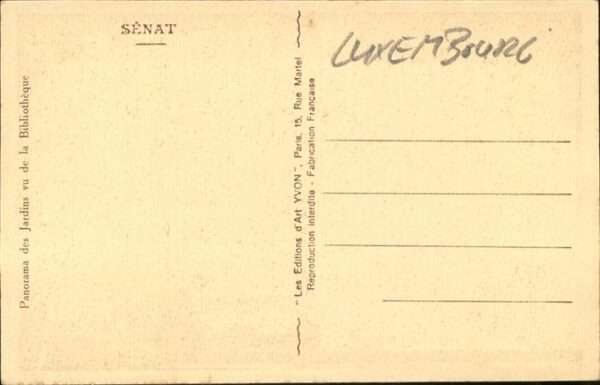 SÉNAT
Panorama des Jardins vu de la Bibliothèque
"Les Editions d'Art YVON", Paris, 15, Rue Martel
Reproduction interdite - Fabrication Française
LUXEMBOURG